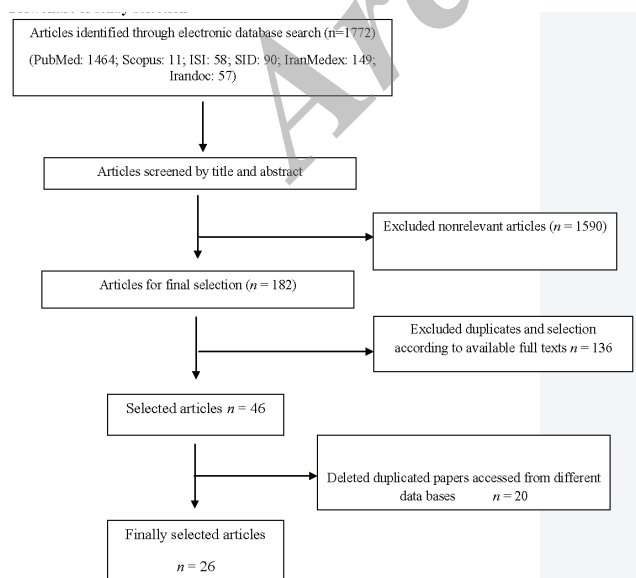 Articles identified through electronic database search (n=1772)
(PubMed: 1464; Scopus: 11; ISI: 58; SID: 90; IranMedex: 149;
Irandoc: 57)
Articles screened by title and abstract
Excluded nonrelevant articles (n = 1590)
Articles for final selection (n = 182)
Excluded duplicates and selection
according to available full texts n = 136
Selected articles n = 46
Deleted duplicated papers accessed from different
data bases n = 20
Finally selected articles
n = 26